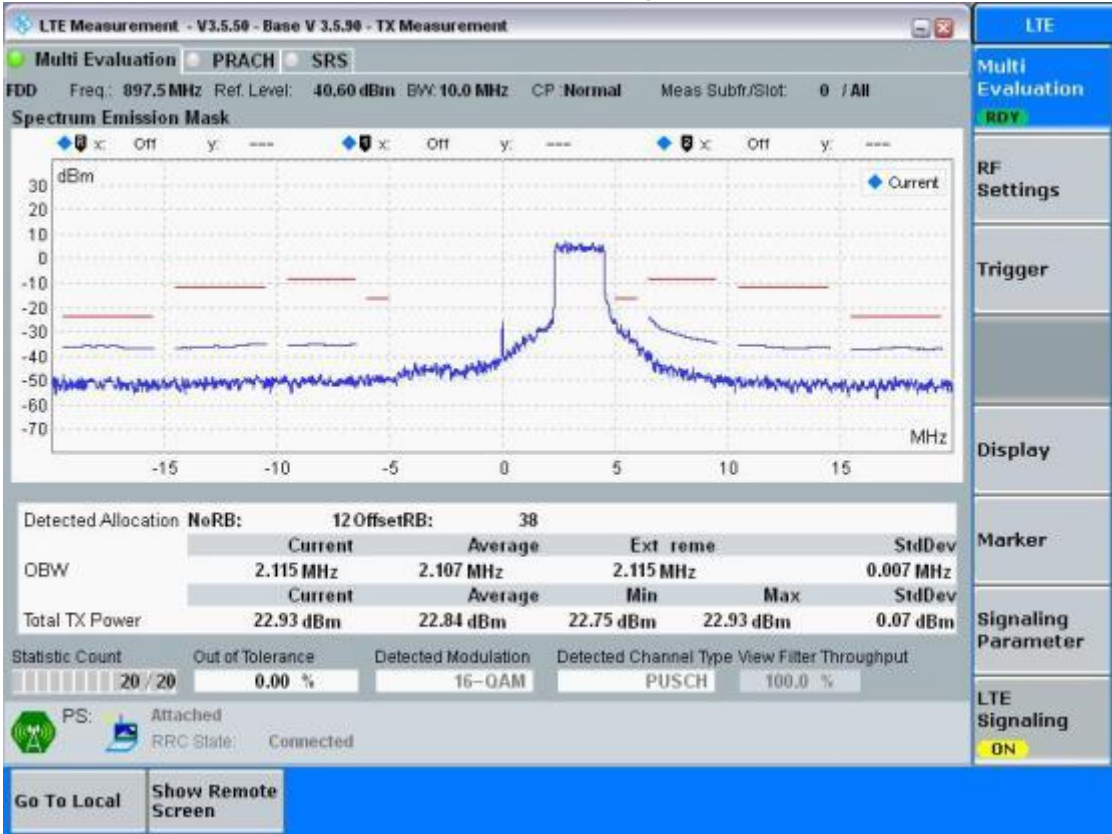 LTE Measurement - V3.5.50 - Base V 3.5.90 - TX Measurement
LTE
Multi Evaluation PRACH SRS
Multi
Evaluation
RDY
FDD Freq.: 897.5 MHz Ref. Level: 40.60 dBm BW: 10.0 MHz CP :Normal Meas Subfr./Slot: 0 / All
Spectrum Emission Mask
x: Off y: --- x: Off y: --- x: Off y: ---
dBm
Current
30
20
10
0
-10
-20
-30
-40
-50
-60
-70
MHz
-15 -10 -5 0 5 10 15
RF
Settings
Trigger
Display
Marker
Signaling
Parameter
LTE
Signaling
ON
Detected Allocation NoRB: 12 OffsetRB: 38
Current Average Ext reme StdDev
OBW 2.115 MHz 2.107 MHz 2.115 MHz 0.007 MHz
Current Average Min Max StdDev
Total TX Power 22.93 dBm 22.84 dBm 22.75 dBm 22.93 dBm 0.07 dBm
Statistic Count Out of Tolerance Detected Modulation Detected Channel Type View Filter Throughput
20 / 20 0.00 % 16-QAM PUSCH 100.0 %
PS: Attached
RRC State: Connected
Go To Local
Show Remote
Screen